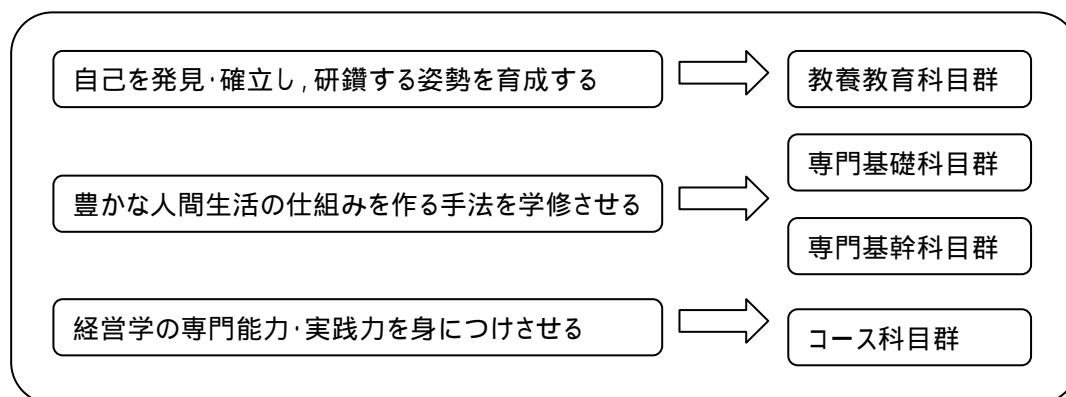 自己を発見･確立し,研鑽する姿勢を育成する
教養教育科目群
専門基礎科目群
豊かな人間生活の仕組みを作る手法を学修させる
専門基幹科目群
経営学の専門能力･実践力を身につけさせる
コース科目群